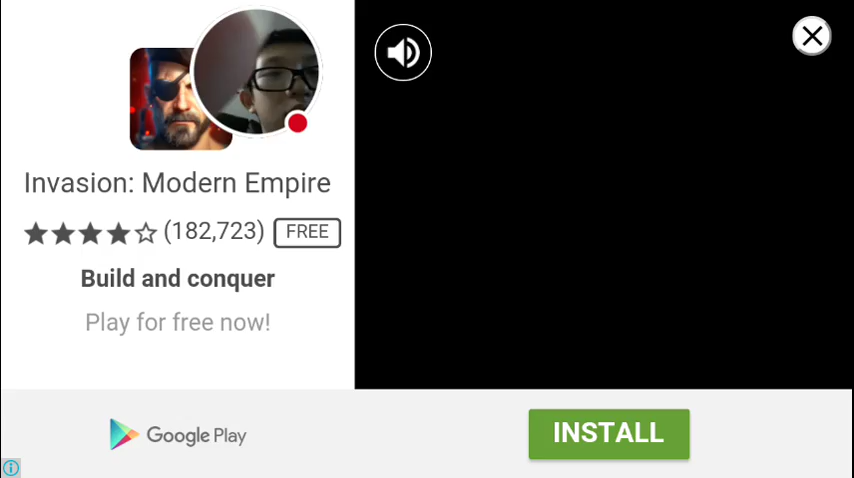 Invasion: Modern Empire
(182,723) FREE
Build and conquer
Play for free now!
Google Play
INSTALL